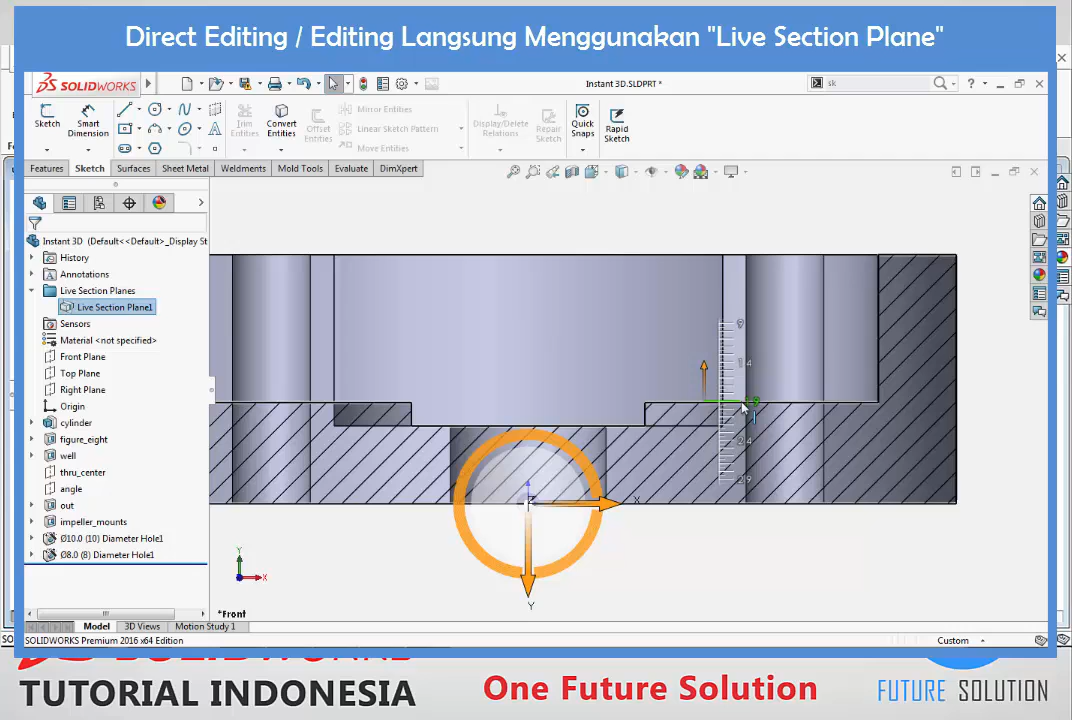 Direct Editing / Editing Langsung Menggunakan "Live Section Plane"
SOLIDWORKS
Instant 3D.SLDPRT *
sk
Sketch
Smart Dimension
Trim Entities
Convert Entities
Offset Entities
Mirror Entities
Linear Sketch Pattern
Move Entities
Display/Delete Relations
Repair Sketch
Quick Snaps
Rapid Sketch
Features
Sketch
Surfaces
Sheet Metal
Weldments
Mold Tools
Evaluate
DimXpert
Instant 3D (Default<<Default>_Display St
History
Annotations
Live Section Planes
Live Section Plane1
Sensors
Material <not specified>
Front Plane
Top Plane
Right Plane
Origin
cylinder
figure_eight
well
thru_center
angle
out
impeller_mounts
Ø10.0 (10) Diameter Hole1
Ø8.0 (8) Diameter Hole1
X
Y
Y
X
*Front
Model
3D Views
Motion Study 1
SOLIDWORKS Premium 2016 x64 Edition
Custom
SOLIDWORKS
TUTORIAL INDONESIA
One Future Solution
FUTURE SOLUTION